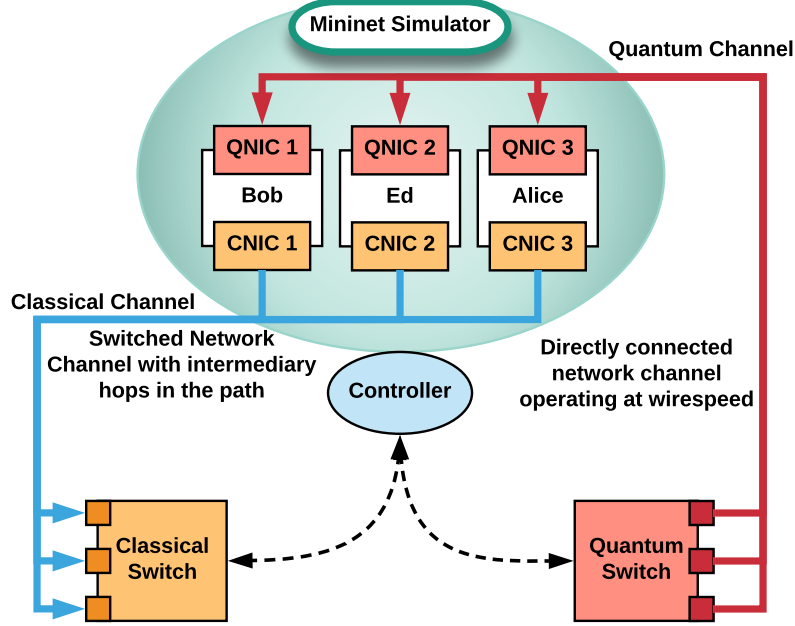 Mininet Simulator
Quantum Channel
QNIC 1
QNIC 2
QNIC 3
Bob
Ed
Alice
CNIC 1
CNIC 2
CNIC 3
Classical Channel
Switched Network
Channel with intermediary
hops in the path
Directly connected
network channel
operating at wirespeed
Controller
Classical
Switch
Quantum
Switch